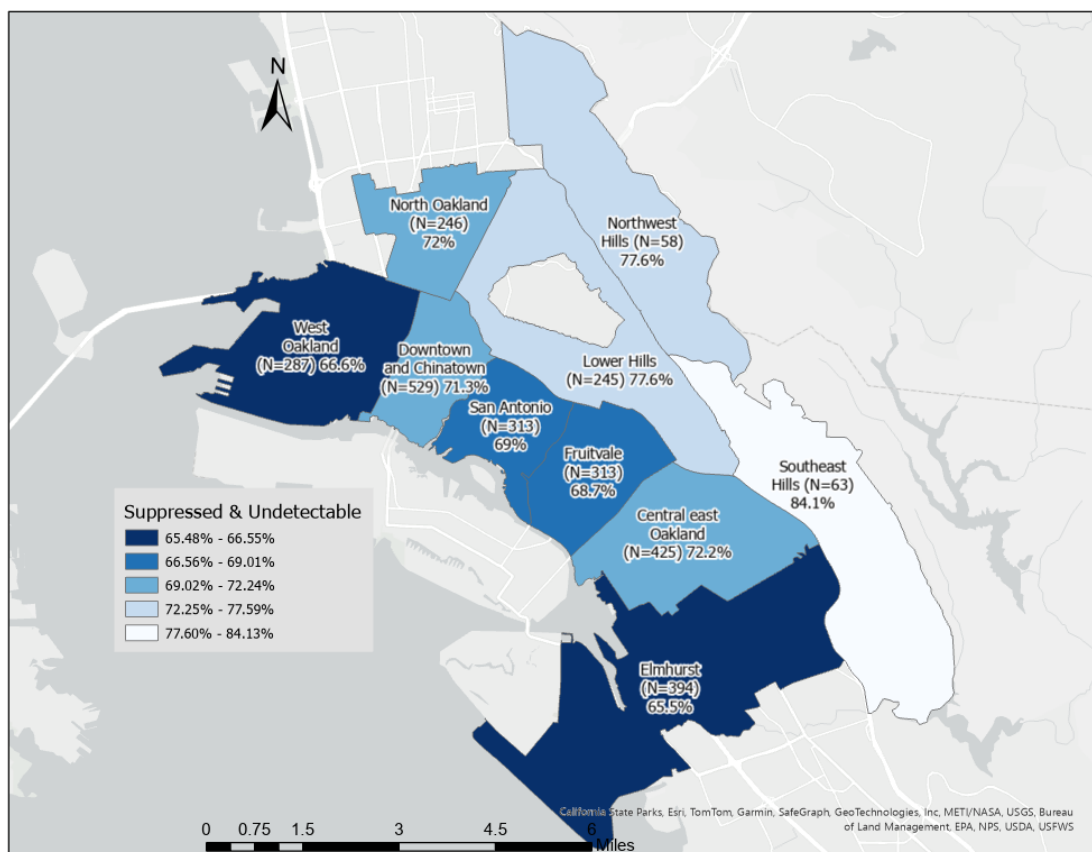 N
North Oakland
(N=246)
72%
Northwest
Hills (N=58)
77.6%
West
Oakland
(N=287) 66.6%
Downtown
and Chinatown
(N=529) 71.3%
Lower Hills
(N=245) 77.6%
San Antonio
(N=313)
69%
Fruitvale
(N=313)
68.7%
Southeast
Hills (N=63)
84.1%
Central east
Oakland
(N=425) 72.2%
Elmhurst
(N=394)
65.5%
Suppressed & Undetectable
65.48% - 66.55%
66.56% - 69.01%
69.02% - 72.24%
72.25% - 77.59%
77.60% - 84.13%
California State Parks, Esri, TomTom, Garmin, SafeGraph, GeoTechnologies, Inc, METI/NASA, USGS, Bureau
of Land Management, EPA, NPS, USDA, USFWS
0 0.75 1.5 3 4.5 6
Miles